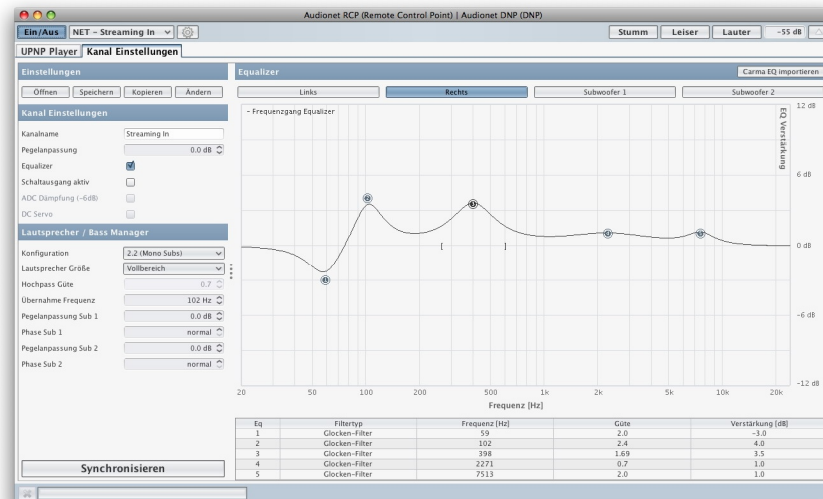 Audionet RCP (Remote Control Point) | Audionet DNP (DNP)
Ein/Aus NET - Streaming In Stumm Leiser Lauter -55 dB
UPNP Player Kanal Einstellungen
Einstellungen
Öffnen Speichern Kopieren Ändern
Kanal Einstellungen
Kanalname Streaming In
Pegelanpassung 0.0 dB
Equalizer
Schaltausgang aktiv
ADC Dämpfung (-6dB)
DC Servo
Lautsprecher / Bass Manager
Konfiguration 2.2 (Mono Subs)
Lautsprecher Größe Vollbereich
Hochpass Güte 0.7
Übernahme Frequenz 102 Hz
Pegelanpassung Sub 1 0.0 dB
Phase Sub 1 normal
Pegelanpassung Sub 2 0.0 dB
Phase Sub 2 normal
Synchronisieren
Equalizer Carma EQ importieren
Links Rechts Subwoofer 1 Subwoofer 2
- Frequenzgang Equalizer
12 dB
EQ Verstärkung
6 dB
0 dB
-6 dB
-12 dB
1 2 3 4 5
[ ]
20 50 100 200 500 1k 2k 5k 10k 20k
Frequenz [Hz]
Eq Filtertyp Frequenz [Hz] Güte Verstärkung [dB]
1 Glocken-Filter 59 2.0 -3.0
2 Glocken-Filter 102 2.4 4.0
3 Glocken-Filter 398 1.69 3.5
4 Glocken-Filter 2271 0.7 1.0
5 Glocken-Filter 7513 2.0 1.0